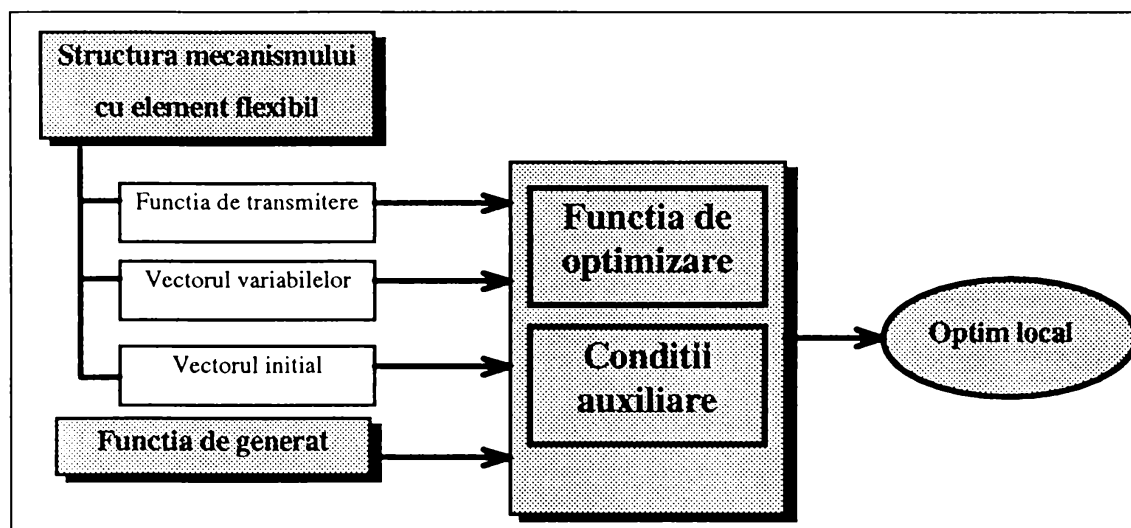 Structura mecanismului
cu element flexibil
Functia de transmitere
Vectorul variabilelor
Vectorul initial
Functia de generat
Functia de
optimizare
Conditii
auxiliare
Optim local